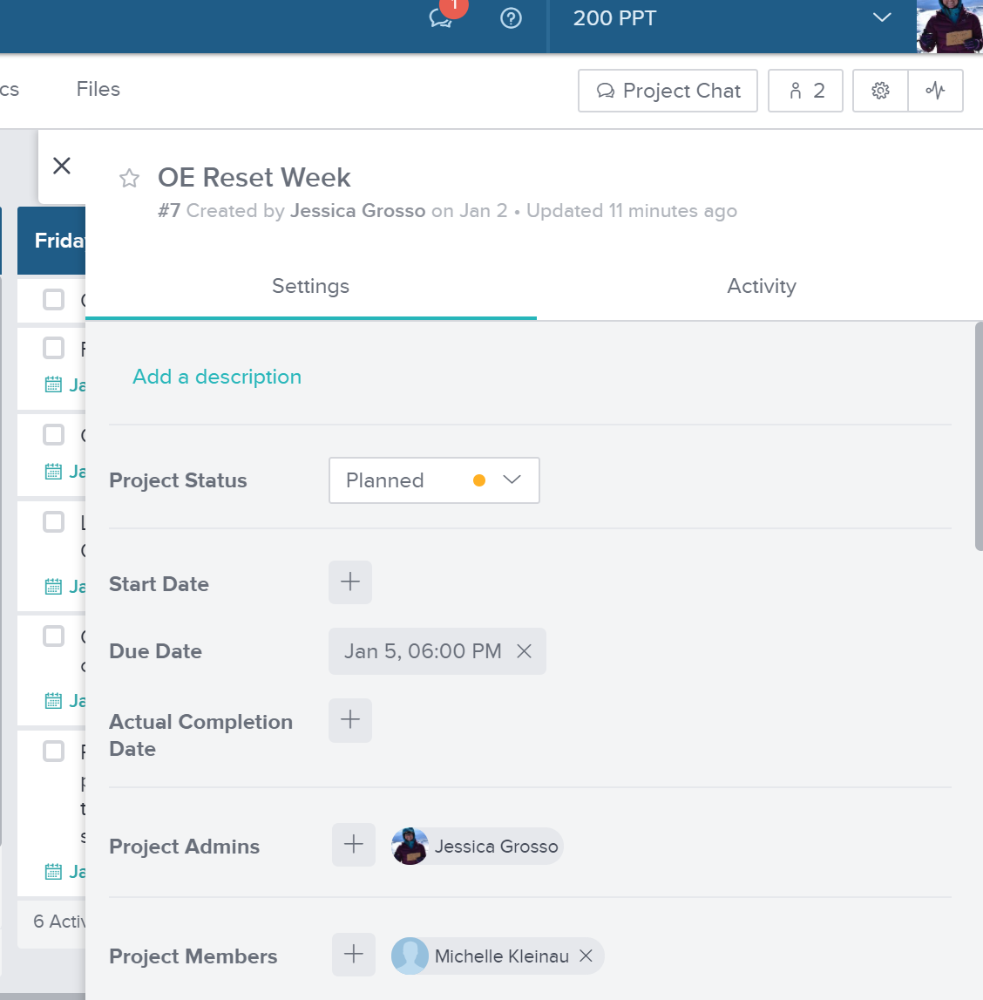 1
200 PPT
cs
Files
Project Chat
2
OE Reset Week
#7 Created by Jessica Grosso on Jan 2 • Updated 11 minutes ago
Frida
Settings
Activity
Add a description
Ja
Ja
Project Status
Planned
Start Date
Ja
Due Date
Jan 5, 06:00 PM
Ja
Actual Completion
Date
Project Admins
Jessica Grosso
Ja
6 Activ
Project Members
Michelle Kleinau